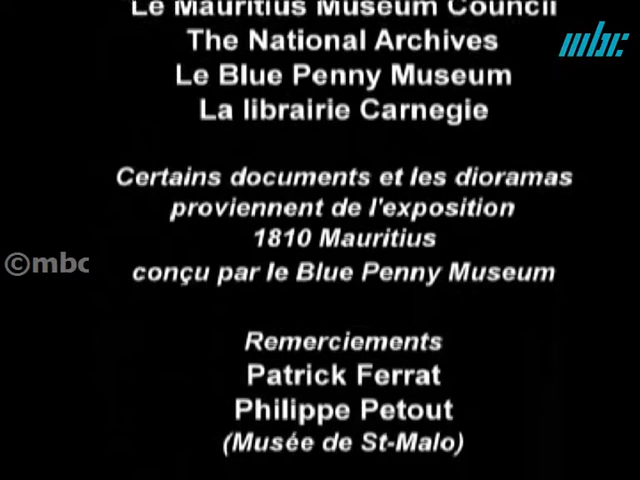 Le Mauritius Museum Council
mbc
The National Archives
Le Blue Penny Museum
La librairie Carnegie
Certains documents et les dioramas
proviennent de l'exposition
1810 Mauritius
©mbc
conçu par le Blue Penny Museum
Remerciements
Patrick Ferrat
Philippe Petout
(Musée de St-Malo)